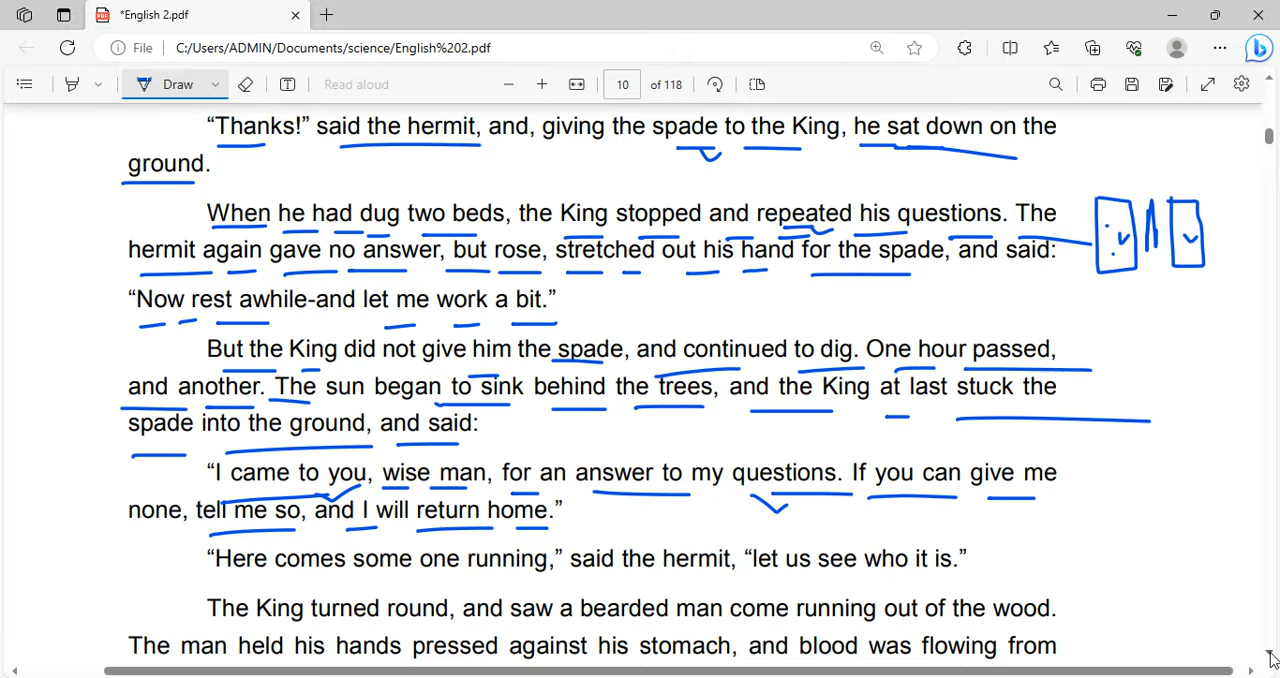 *English 2.pdf
File C:/Users/ADMIN/Documents/science/English%202.pdf
Draw Read aloud 10 of 118
“Thanks!” said the hermit, and, giving the spade to the King, he sat down on the
ground.
When he had dug two beds, the King stopped and repeated his questions. The
hermit again gave no answer, but rose, stretched out his hand for the spade, and said:
“Now rest awhile-and let me work a bit.”
But the King did not give him the spade, and continued to dig. One hour passed,
and another. The sun began to sink behind the trees, and the King at last stuck the
spade into the ground, and said:
“I came to you, wise man, for an answer to my questions. If you can give me
none, tell me so, and I will return home.”
“Here comes some one running,” said the hermit, “let us see who it is.”
The King turned round, and saw a bearded man come running out of the wood.
The man held his hands pressed against his stomach, and blood was flowing from